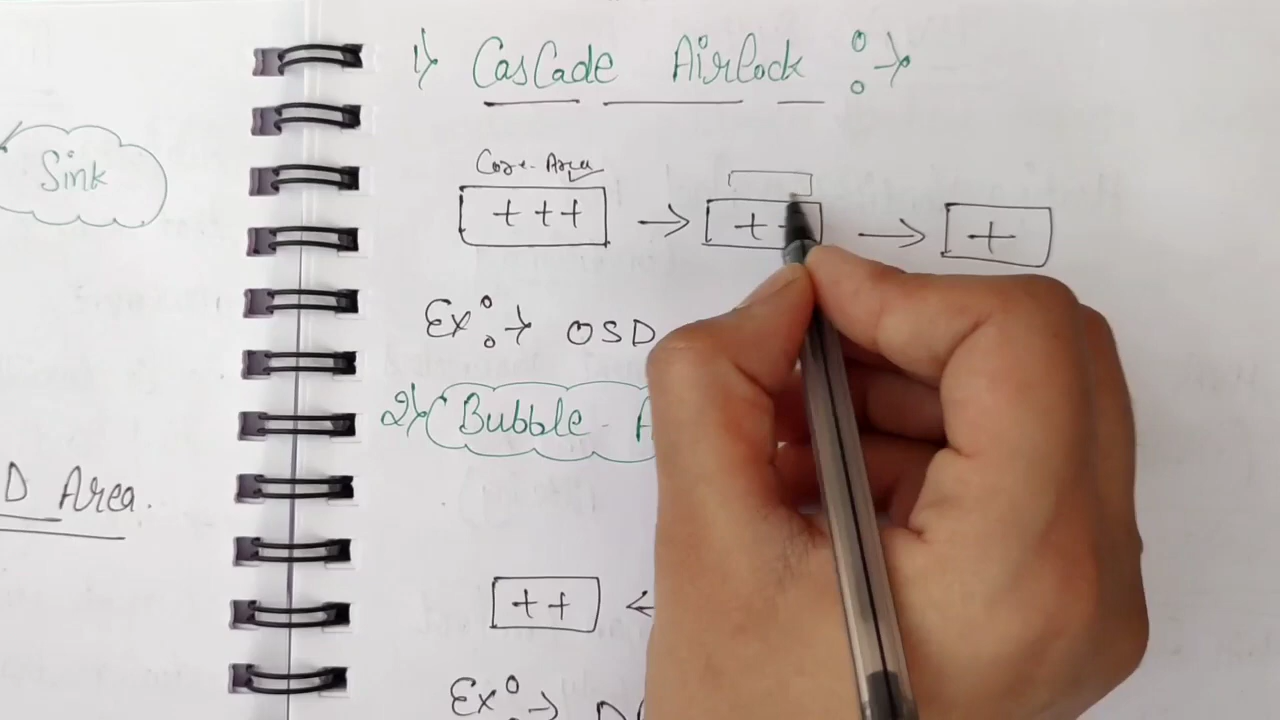 1) Cascade Airlock :→
Core-Area
+ + + → + → +
Ex :→ OSD
2) Bubble - A
+ + ←
Ex :→ D
Sink
D Area.